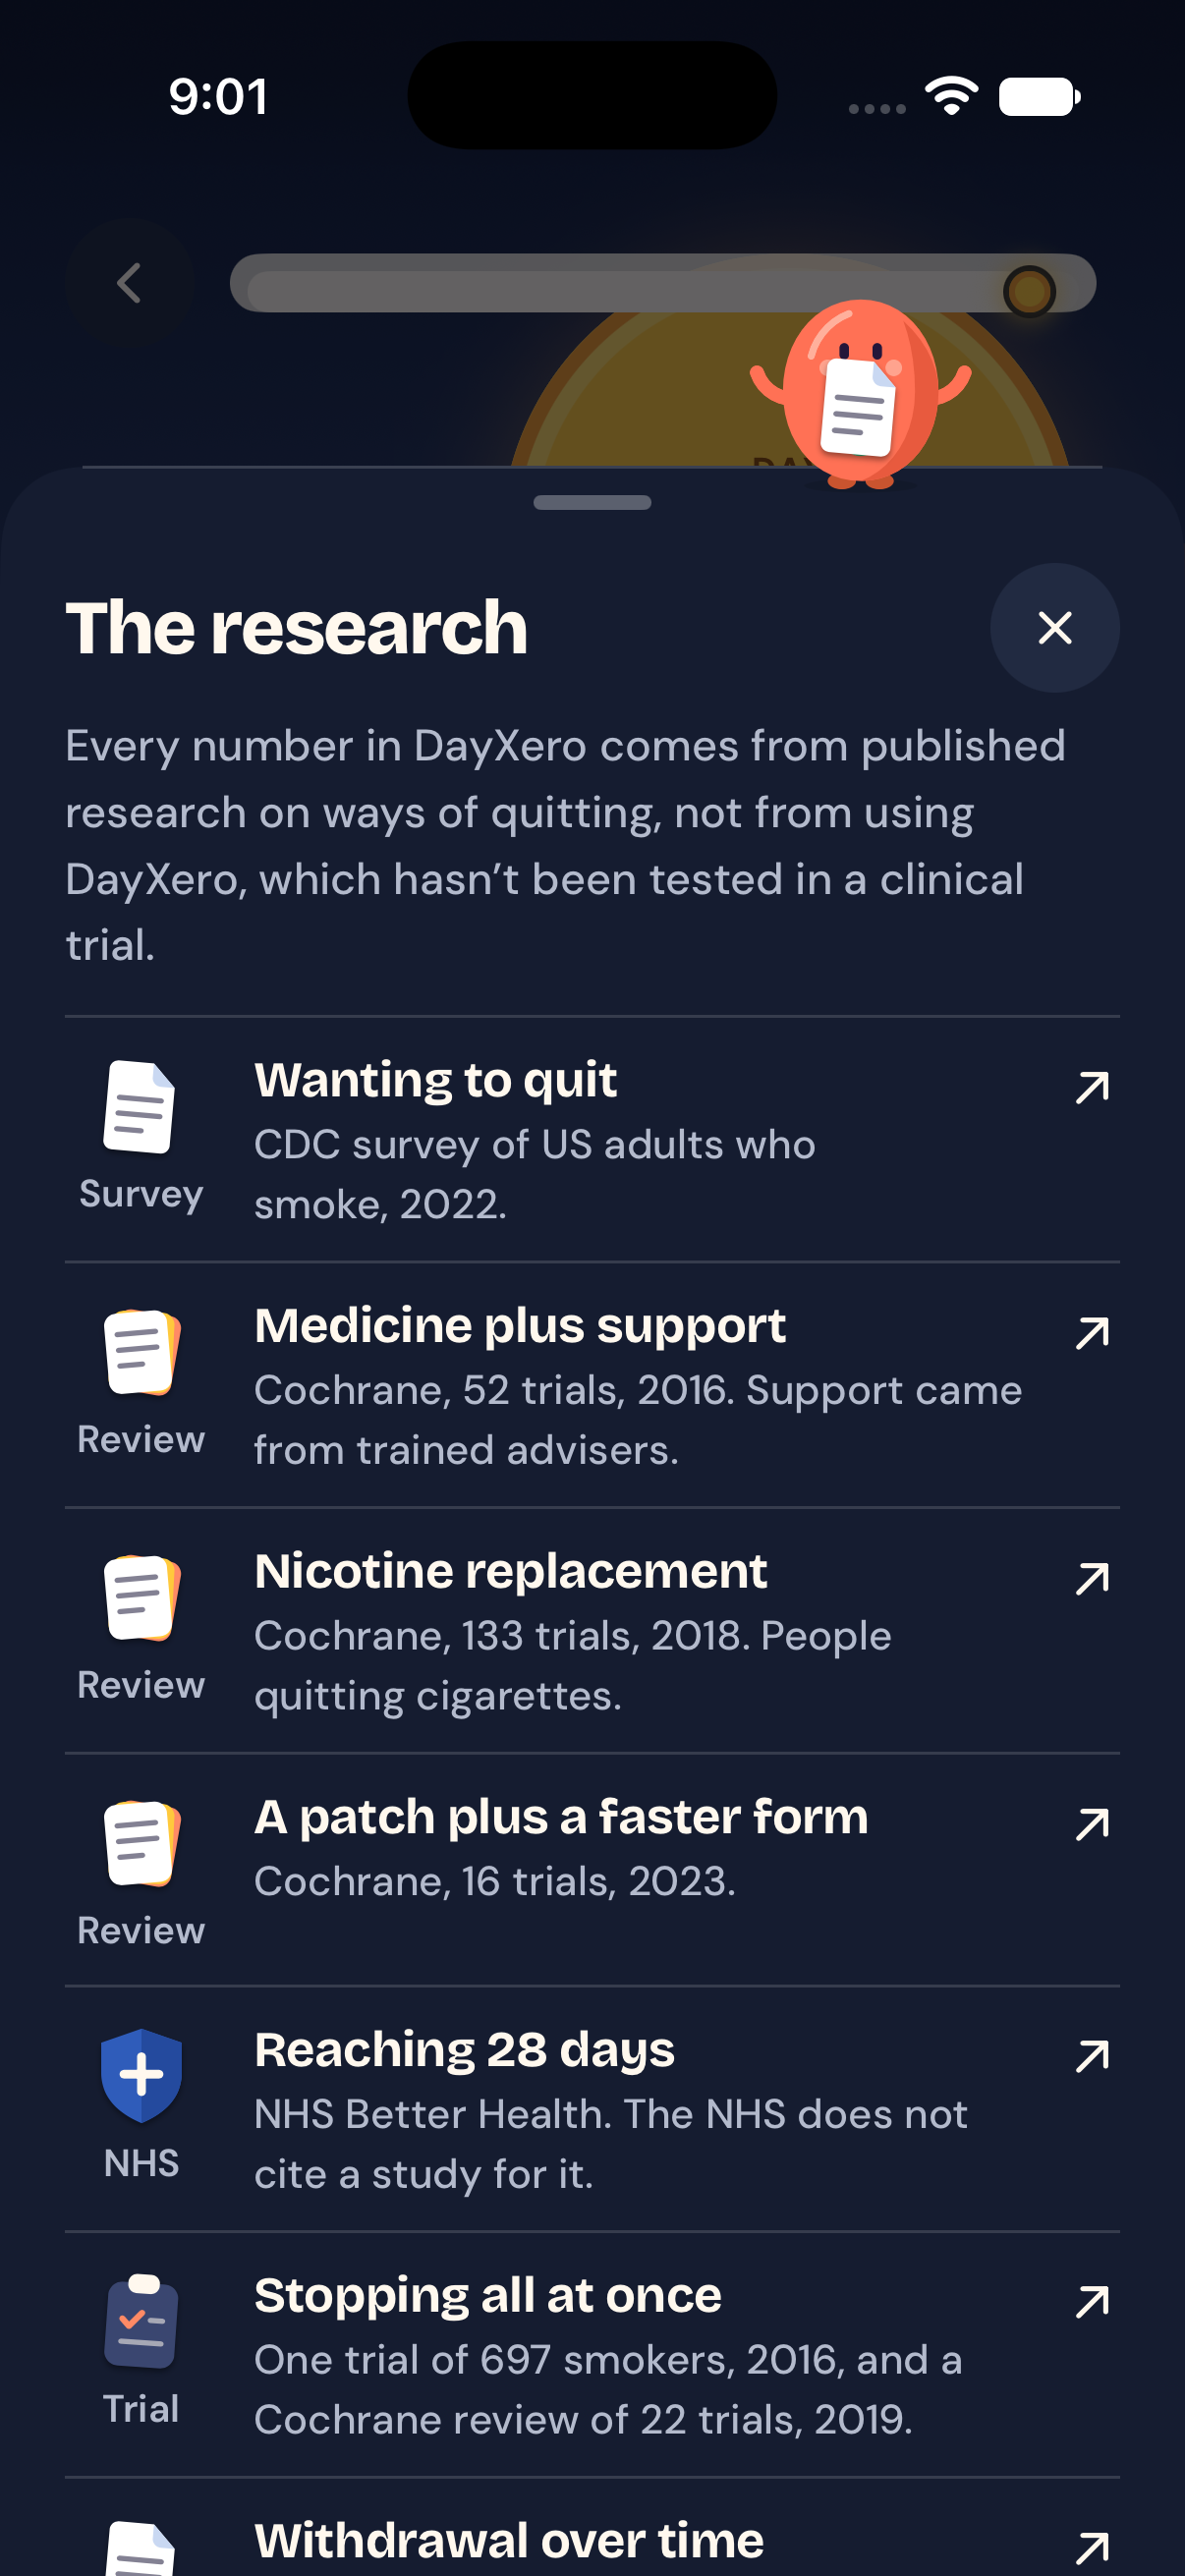 9:01
The research
Every number in DayXero comes from published
research on ways of quitting, not from using
DayXero, which hasn’t been tested in a clinical
trial.
Wanting to quit
CDC survey of US adults who
smoke, 2022.
Survey
Medicine plus support
Cochrane, 52 trials, 2016. Support came
from trained advisers.
Review
Nicotine replacement
Cochrane, 133 trials, 2018. People
quitting cigarettes.
Review
A patch plus a faster form
Cochrane, 16 trials, 2023.
Review
Reaching 28 days
NHS Better Health. The NHS does not
cite a study for it.
NHS
Stopping all at once
One trial of 697 smokers, 2016, and a
Cochrane review of 22 trials, 2019.
Trial
Withdrawal over time